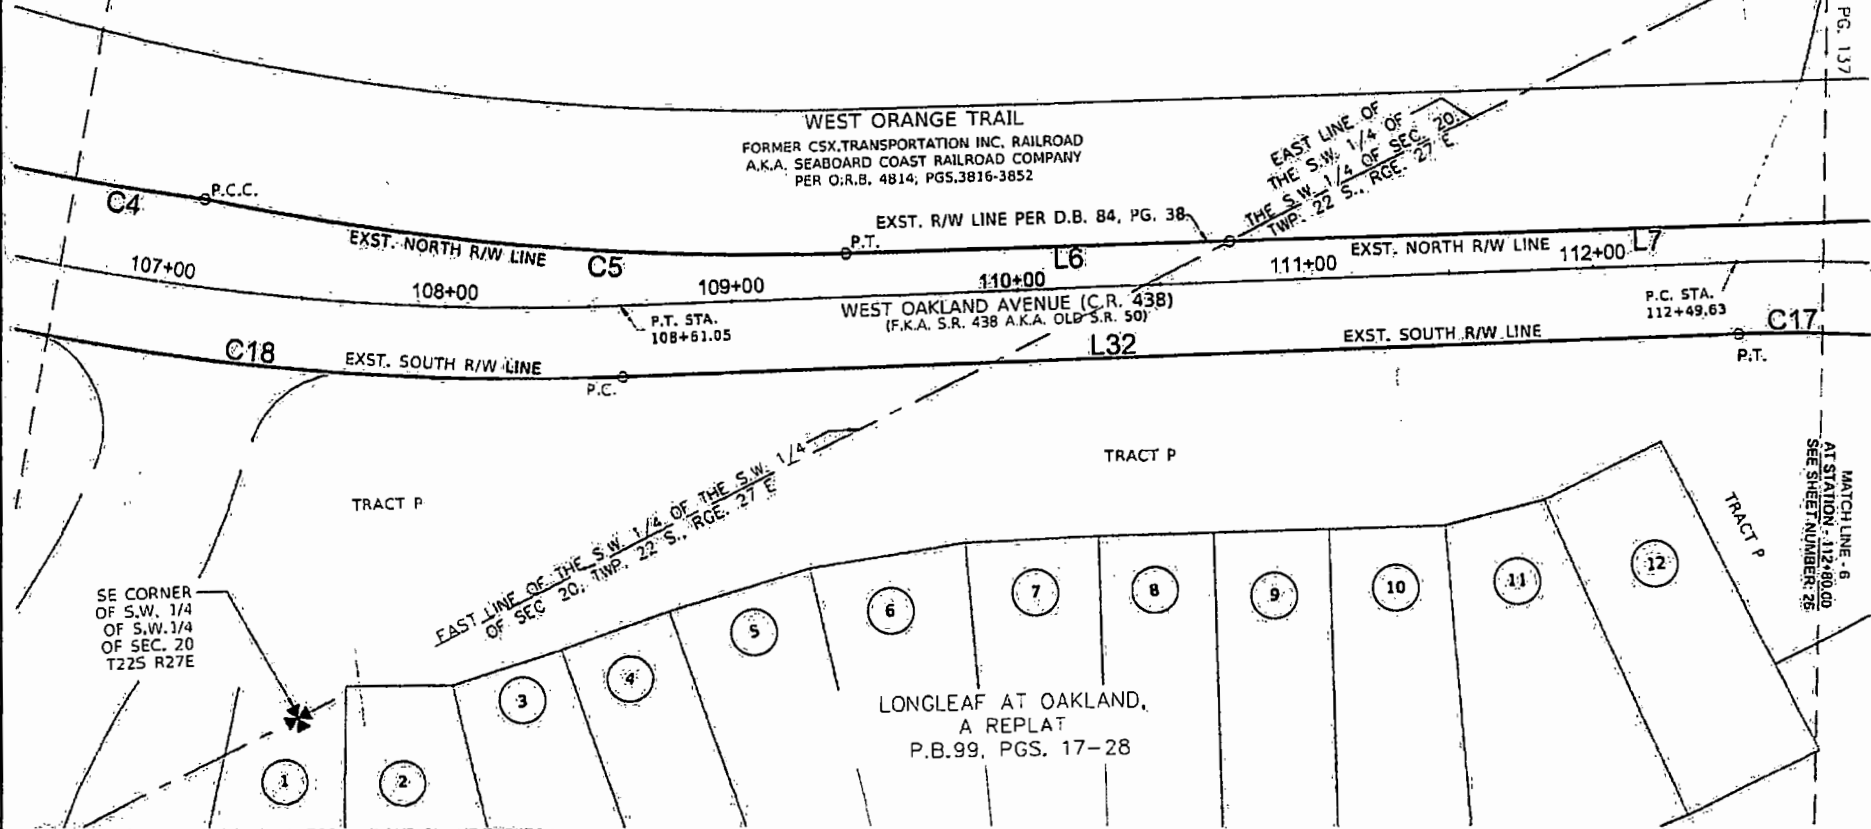 PG. 137
WEST ORANGE TRAIL
FORMER CSX.TRANSPORTATION INC. RAILROAD
A.K.A. SEABOARD COAST RAILROAD COMPANY
PER O.R.B. 4814; PGS.3816-3852
EAST LINE OF
THE S.W. 1/4 OF
THE S.W. 1/4 OF SEC. 20,
TWP. 22 S., RGE. 27 E
P.C.C.
C4
EXST. R/W LINE PER D.B. 84, PG. 38
P.T.
EXST. NORTH R/W LINE
C5
L6
EXST. NORTH R/W LINE
L7
107+00
108+00
109+00
110+00
111+00
112+00
WEST OAKLAND AVENUE (C.R. 438)
(F.K.A. S.R. 438 A.K.A. OLD S.R. 50)
P.T. STA.
108+61.05
P.C. STA.
112+49.63
C18
EXST. SOUTH R/W LINE
P.C.
L32
EXST. SOUTH R/W LINE
C17
P.T.
EAST LINE OF THE S.W. 1/4 OF THE S.W. 1/4
OF SEC 20, TWP. 22 S., RGE. 27 E
TRACT P
TRACT P
TRACT P
MATCH LINE - 6
AT STATION - 112+80.00
SEE SHEET NUMBER: 26
SE CORNER
OF S.W. 1/4
OF S.W.1/4
OF SEC. 20
T22S R27E
1
2
3
4
5
6
7
8
9
10
11
12
LONGLEAF AT OAKLAND,
A REPLAT
P.B.99, PGS. 17-28